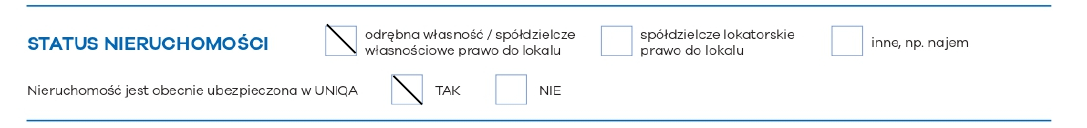 STATUS NIERUCHOMOŚCI
odrębna własność / spółdzielcze
własnościowe prawo do lokalu
spółdzielcze lokatorskie
prawo do lokalu
inne, np. najem
Nieruchomość jest obecnie ubezpieczona w UNIQA TAK NIE